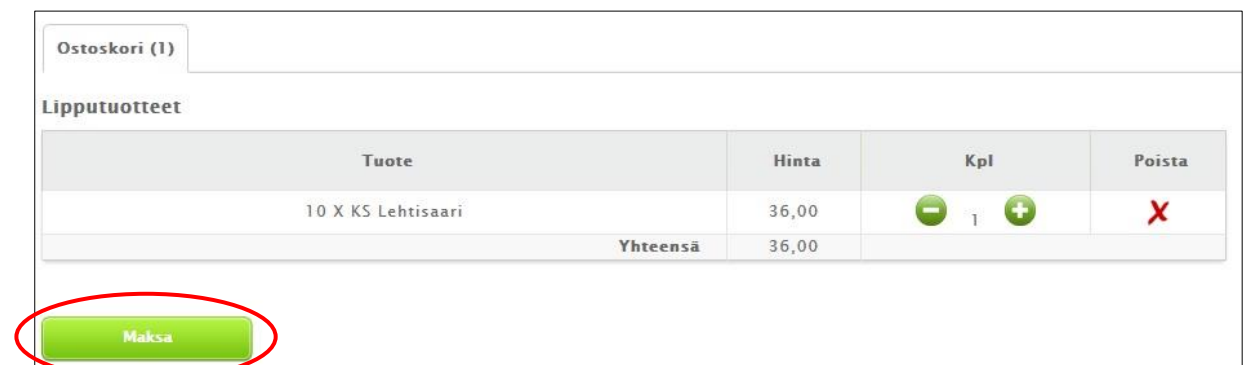 Ostoskori (1)
Lipputuotteet
Tuote Hinta Kpl Poista
10 X KS Lehtisaari 36,00 1
Yhteensä 36,00
Maksa